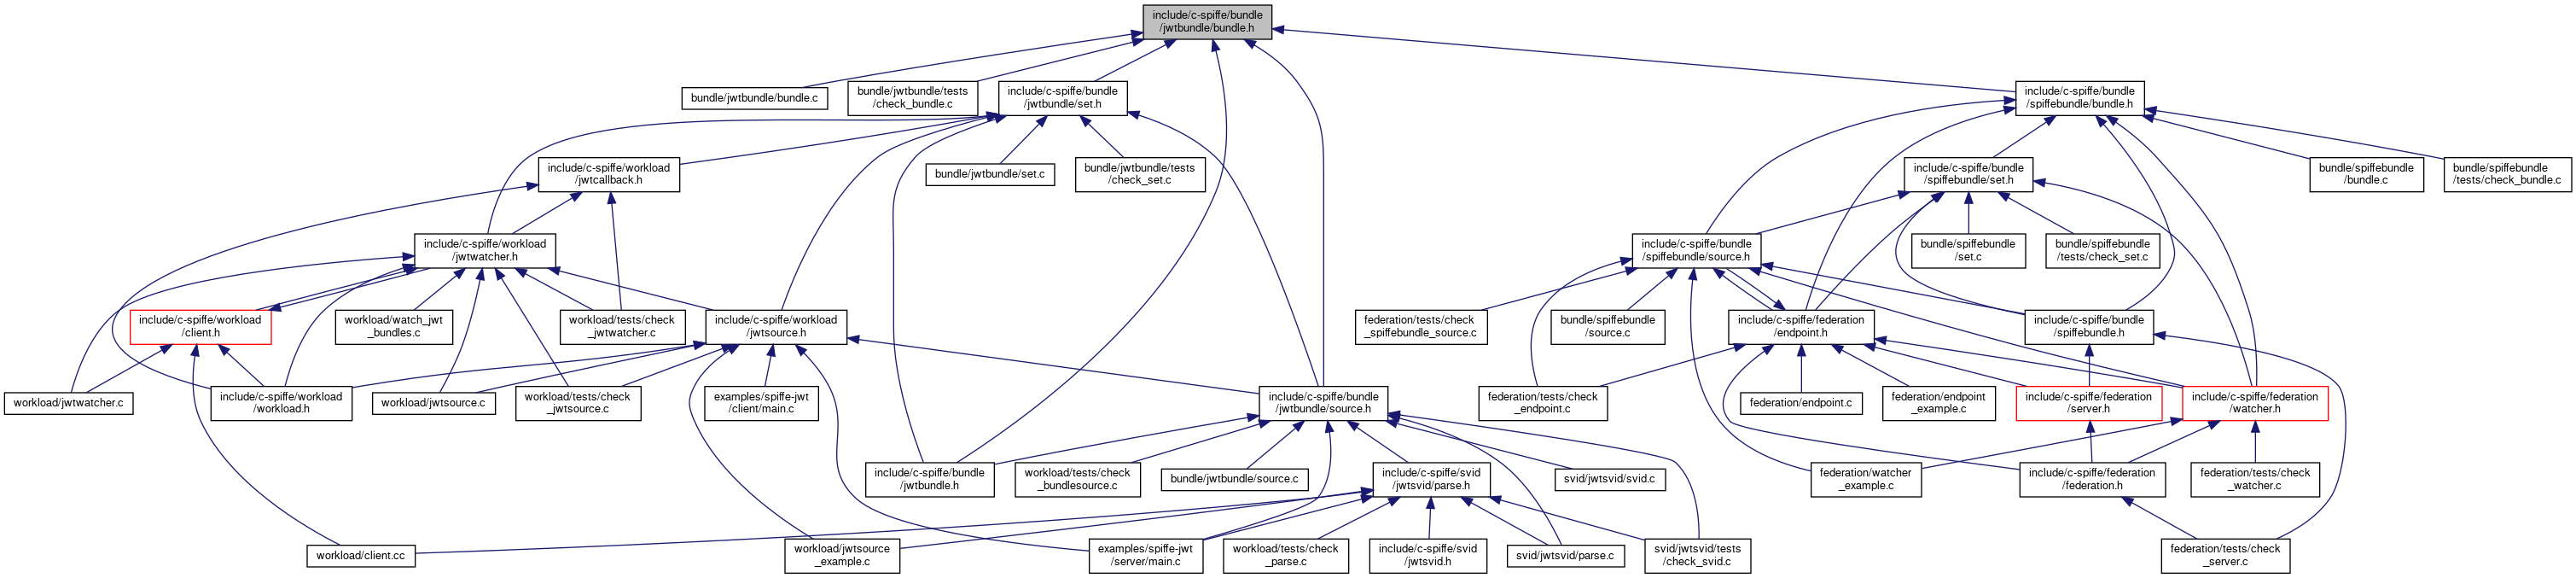 include/c-spiffe/bundle
/jwtbundle/bundle.h
bundle/jwtbundle/bundle.c
bundle/jwtbundle/tests
/check_bundle.c
include/c-spiffe/bundle
/jwtbundle/set.h
include/c-spiffe/bundle
/spiffebundle/bundle.h
include/c-spiffe/workload
/jwtcallback.h
bundle/jwtbundle/set.c
bundle/jwtbundle/tests
/check_set.c
include/c-spiffe/bundle
/spiffebundle/set.h
bundle/spiffebundle
/bundle.c
bundle/spiffebundle
/tests/check_bundle.c
include/c-spiffe/workload
/jwtwatcher.h
include/c-spiffe/bundle
/spiffebundle/source.h
bundle/spiffebundle
/set.c
bundle/spiffebundle
/tests/check_set.c
include/c-spiffe/workload
/client.h
workload/watch_jwt
_bundles.c
workload/tests/check
_jwtwatcher.c
include/c-spiffe/workload
/jwtsource.h
federation/tests/check
_spiffebundle_source.c
bundle/spiffebundle
/source.c
include/c-spiffe/federation
/endpoint.h
include/c-spiffe/bundle
/spiffebundle.h
workload/jwtwatcher.c
include/c-spiffe/workload
/workload.h
workload/jwtsource.c
workload/tests/check
_jwtsource.c
examples/spiffe-jwt
/client/main.c
include/c-spiffe/bundle
/jwtbundle/source.h
federation/tests/check
_endpoint.c
federation/endpoint.c
federation/endpoint
_example.c
include/c-spiffe/federation
/server.h
include/c-spiffe/federation
/watcher.h
include/c-spiffe/bundle
/jwtbundle.h
workload/tests/check
_bundlesource.c
bundle/jwtbundle/source.c
include/c-spiffe/svid
/jwtsvid/parse.h
svid/jwtsvid/svid.c
federation/watcher
_example.c
include/c-spiffe/federation
/federation.h
federation/tests/check
_watcher.c
workload/client.cc
workload/jwtsource
_example.c
examples/spiffe-jwt
/server/main.c
workload/tests/check
_parse.c
include/c-spiffe/svid
/jwtsvid.h
svid/jwtsvid/parse.c
svid/jwtsvid/tests
/check_svid.c
federation/tests/check
_server.c